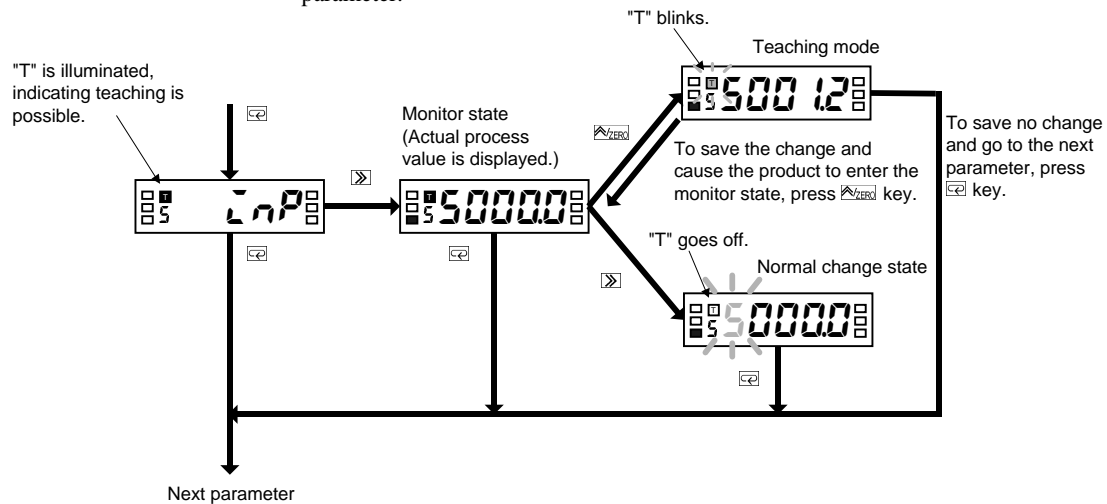 parameter.
"T" blinks.
Teaching mode
"T" is illuminated,
indicating teaching is
possible.
T
S 5001.2
Monitor state
(Actual process
value is displayed.)
/ZERO
To save the change and
cause the product to enter the
monitor state, press /ZERO key.
To save no change
and go to the next
parameter, press
key.
T
S inP
T
S 5000.0
"T" goes off.
Normal change state
T
S 5000.0
Next parameter